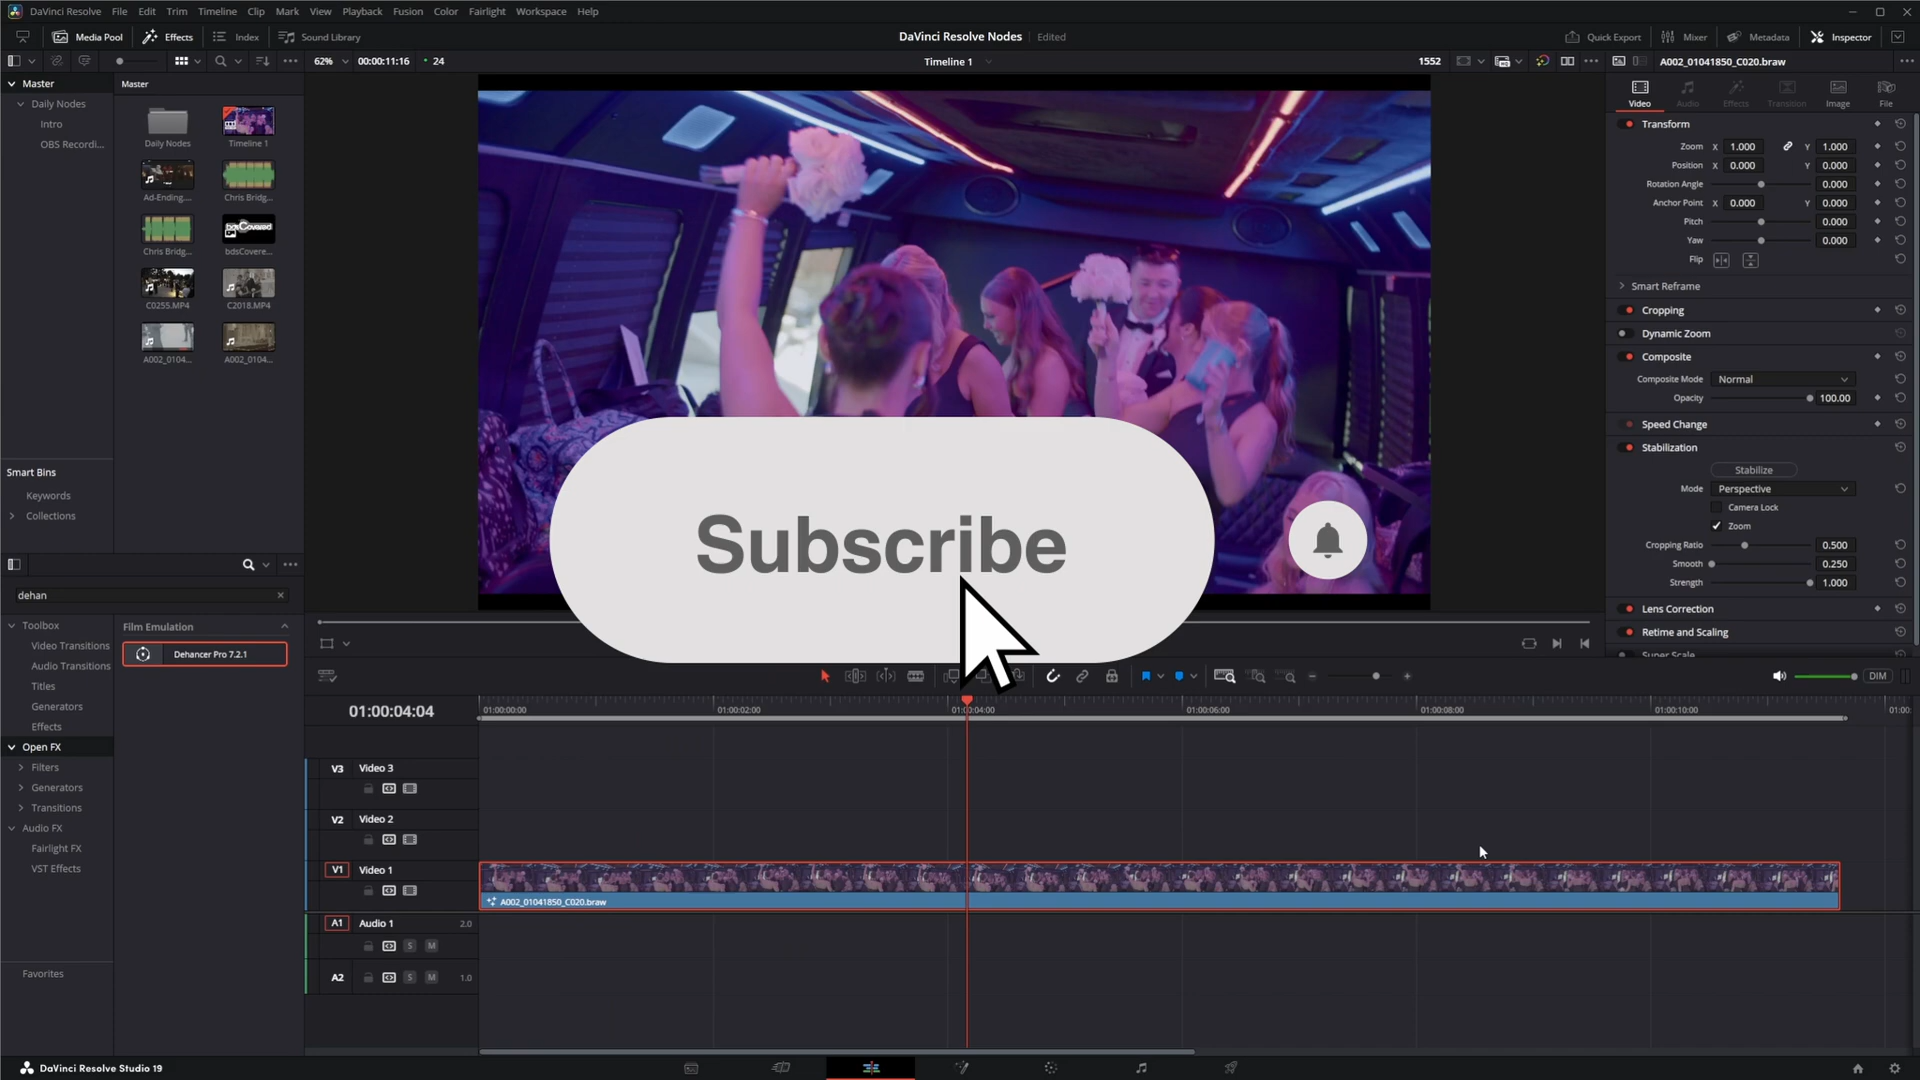 DaVinci Resolve File Edit Trim Timeline Clip Mark View Playback Fusion Color Fairlight Workspace Help
Media Pool Effects Index Sound Library DaVinci Resolve Nodes Edited Quick Export Mixer Metadata Inspector
62% 00:00:11:16 24 Timeline 1 1552 A002_01041850_C020.braw
Master
Daily Nodes
Intro
OBS Recordi...
Master
Daily Nodes Timeline 1
Ad-Ending.... Chris Bridg...
Chris Bridg... bdsCovere...
C0255.MP4 C2018.MP4
A002_0104... A002_0104...
Smart Bins
Keywords
Collections
dehan
Toolbox
Video Transitions
Audio Transitions
Titles
Generators
Effects
Open FX
Filters
Generators
Transitions
Audio FX
Fairlight FX
VST Effects
Favorites
Film Emulation
Dehancer Pro 7.2.1
Subscribe
Video Audio Effects Transition Image File
Transform
Zoom X 1.000 Y 1.000
Position X 0.000 Y 0.000
Rotation Angle 0.000
Anchor Point X 0.000 Y 0.000
Pitch 0.000
Yaw 0.000
Flip
Smart Reframe
Cropping
Dynamic Zoom
Composite
Composite Mode Normal
Opacity 100.00
Speed Change
Stabilization
Stabilize
Mode Perspective
Camera Lock
Zoom
Cropping Ratio 0.500
Smooth 0.250
Strength 1.000
Lens Correction
Retime and Scaling
Super Scale
DIM
01:00:04:04
01:00:00:00 01:00:02:00 01:00:04:00 01:00:06:00 01:00:08:00 01:00:10:00 01:00:
V3 Video 3
V2 Video 2
V1 Video 1
A002_01041850_C020.braw
A1 Audio 1 2.0
S M
A2 S M 1.0
DaVinci Resolve Studio 19